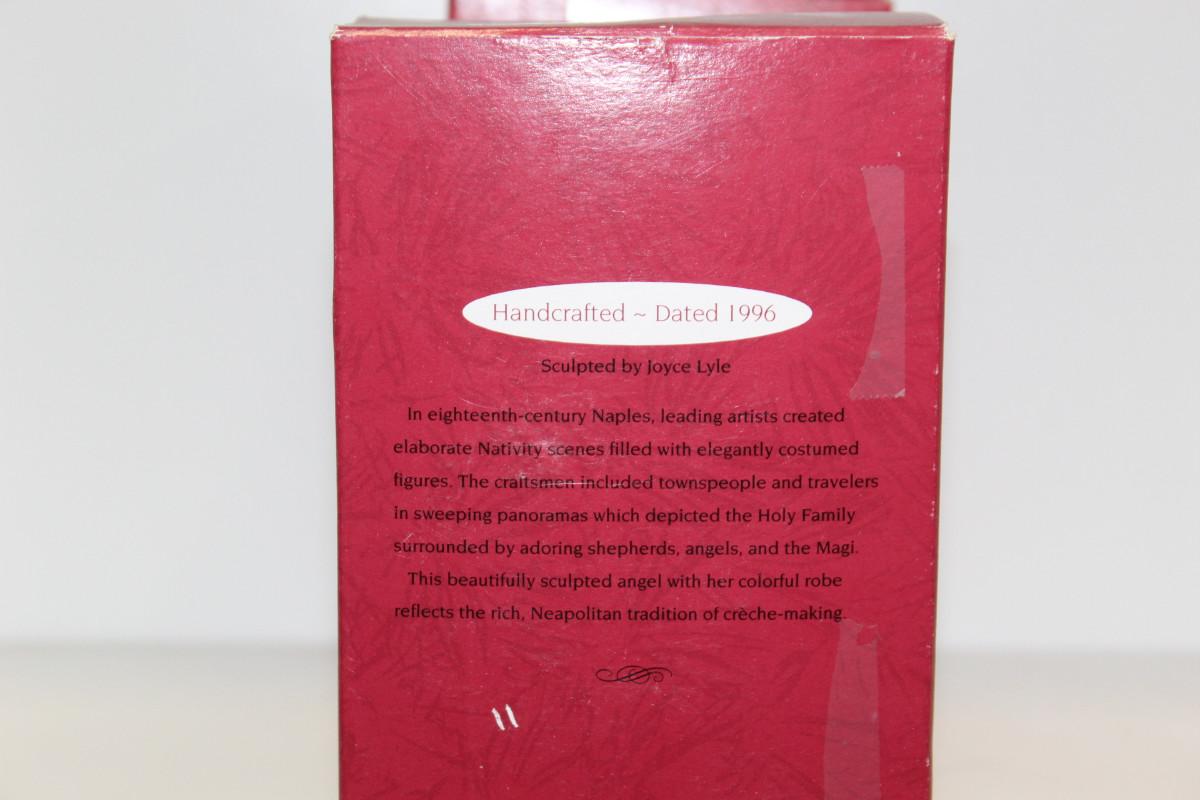 Handcrafted ~ Dated 1996
Sculpted by Joyce Lyle
In eighteenth-century Naples, leading artists created
elaborate Nativity scenes filled with elegantly costumed
figures. The craftsmen included townspeople and travelers
in sweeping panoramas which depicted the Holy Family
surrounded by adoring shepherds, angels, and the Magi.
This beautifully sculpted angel with her colorful robe
reflects the rich, Neapolitan tradition of crèche-making.